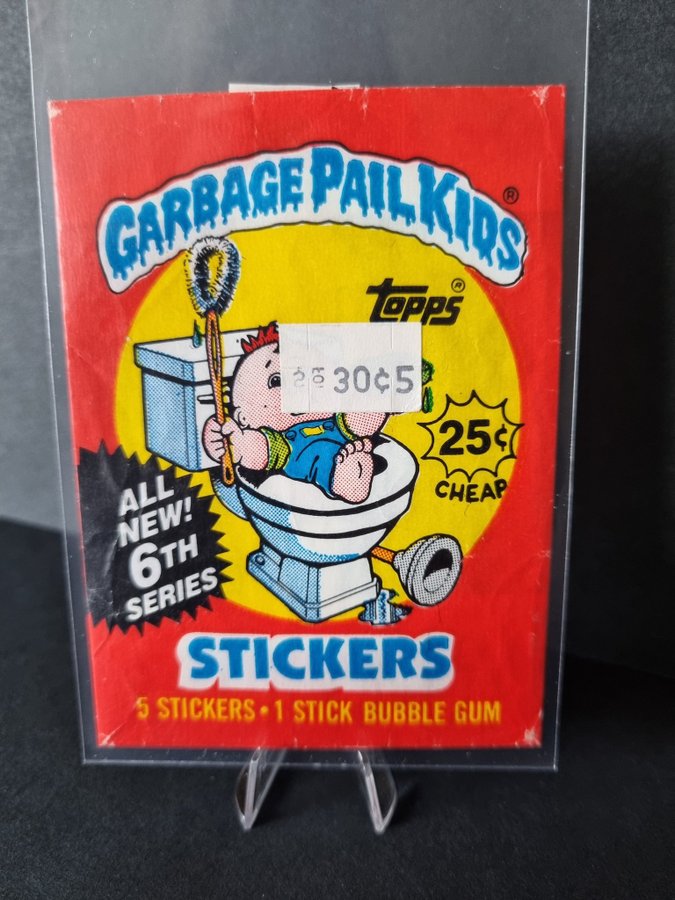 GARBAGE PAIL KIDS ®
topps ®
30¢5
25¢
CHEAP
ALL
NEW!
6TH
SERIES
STICKERS
5 STICKERS • 1 STICK BUBBLE GUM